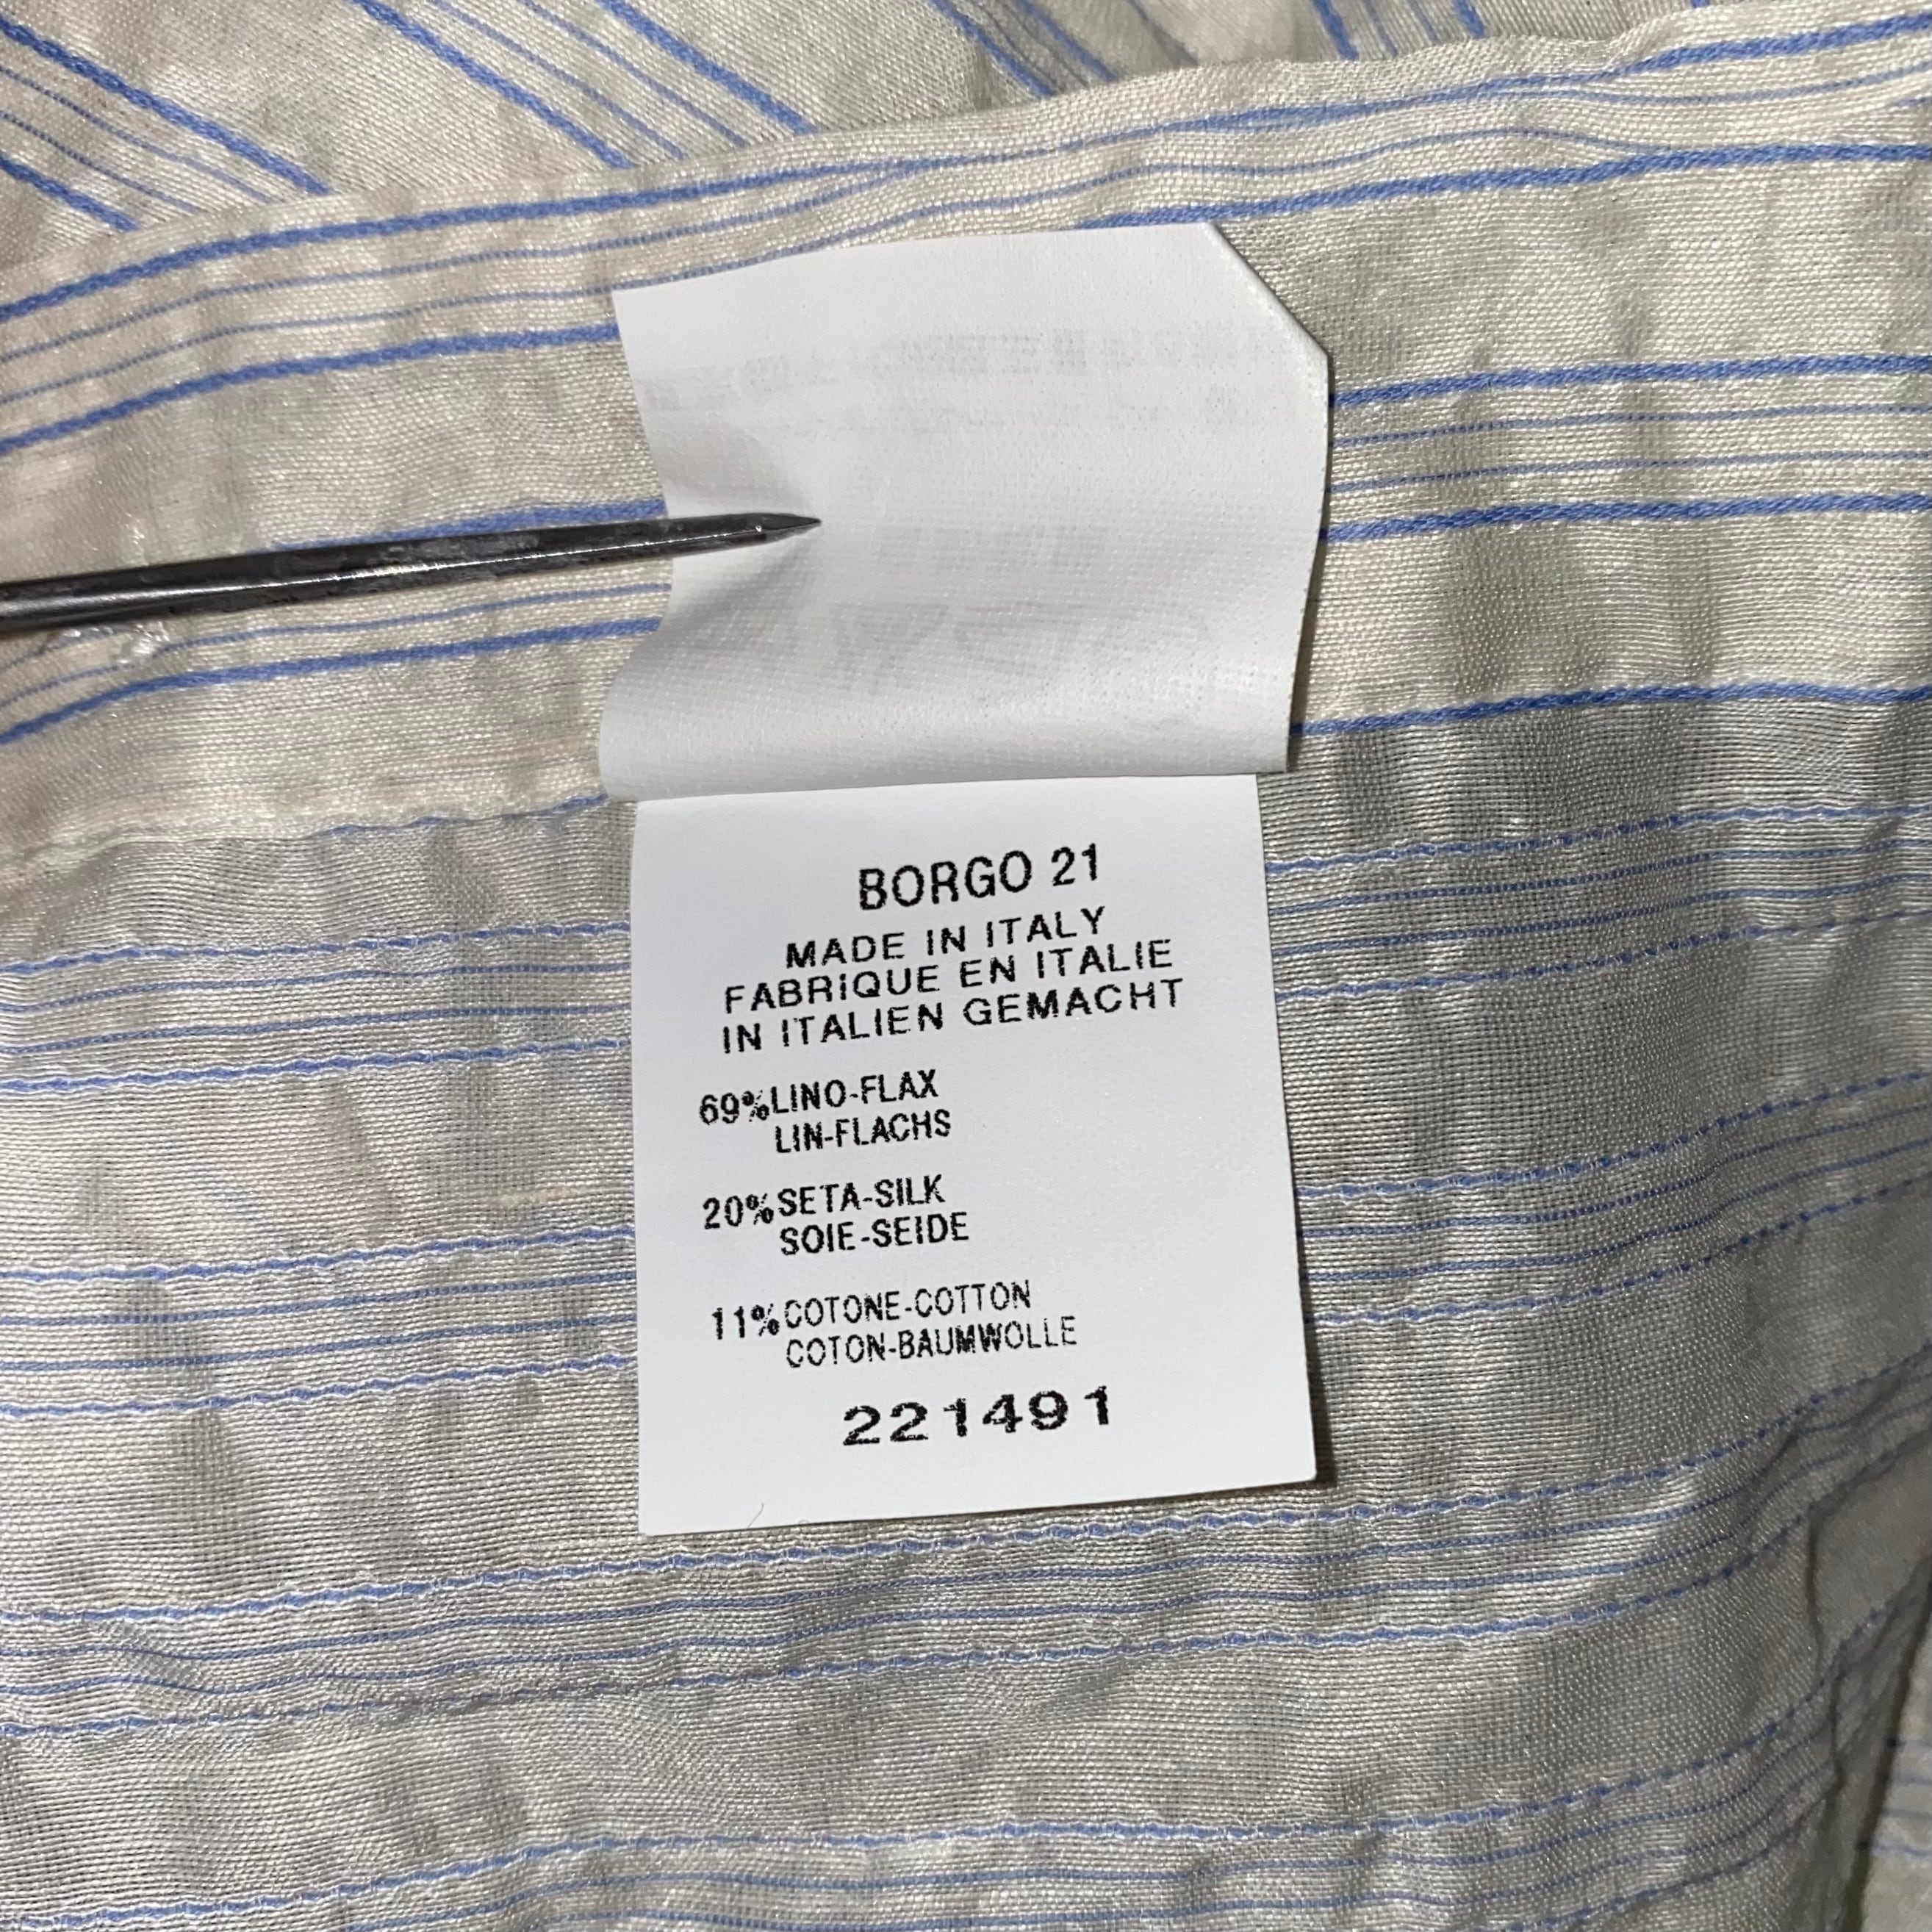 BORGO 21
MADE IN ITALY
FABRIQUE EN ITALIE
IN ITALIEN GEMACHT
69%LINO-FLAX
LIN-FLACHS
20%SETA-SILK
SOIE-SEIDE
11%COTONE-COTTON
COTON-BAUMWOLLE
221491